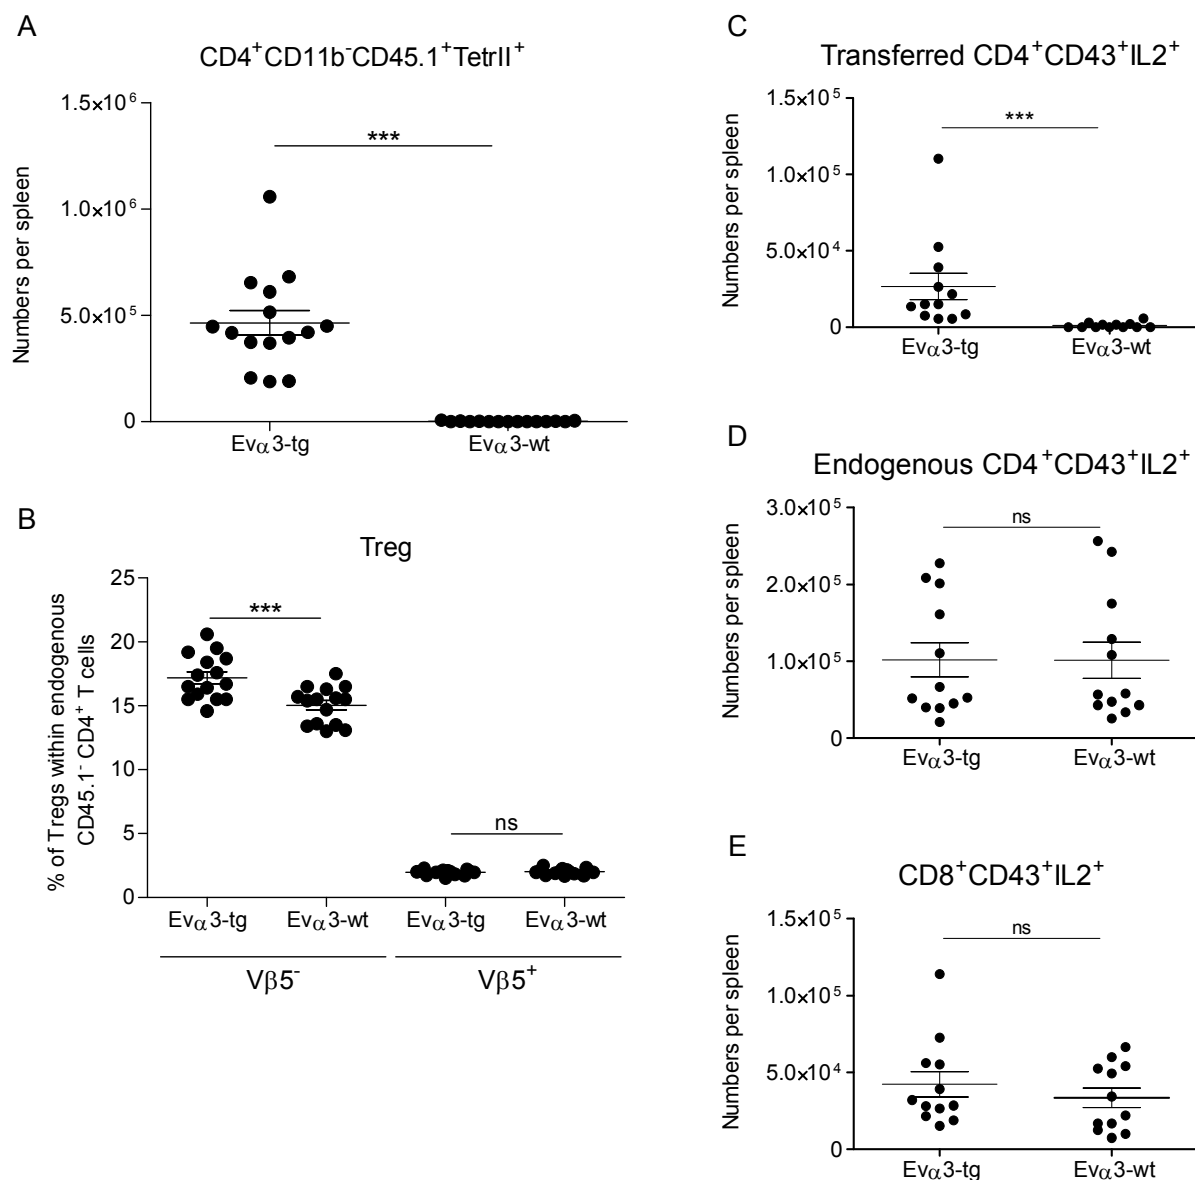 A
CD4⁺CD11b⁻CD45.1⁺TetrII⁺
Numbers per spleen
1.5×10⁶
1.0×10⁶
5.0×10⁵
0
***
Evα3-tg
Evα3-wt
B
Treg
% of Tregs within endogenous
CD45.1⁻ CD4⁺ T cells
25
20
15
10
5
0
***
ns
Evα3-tg
Evα3-wt
Evα3-tg
Evα3-wt
Vβ5⁻
Vβ5⁺
C
Transferred CD4⁺CD43⁺IL2⁺
Numbers per spleen
1.5×10⁵
1.0×10⁵
5.0×10⁴
0
***
Evα3-tg
Evα3-wt
D
Endogenous CD4⁺CD43⁺IL2⁺
Numbers per spleen
3.0×10⁵
2.0×10⁵
1.0×10⁵
0
ns
Evα3-tg
Evα3-wt
E
CD8⁺CD43⁺IL2⁺
Numbers per spleen
1.5×10⁵
1.0×10⁵
5.0×10⁴
0
ns
Evα3-tg
Evα3-wt